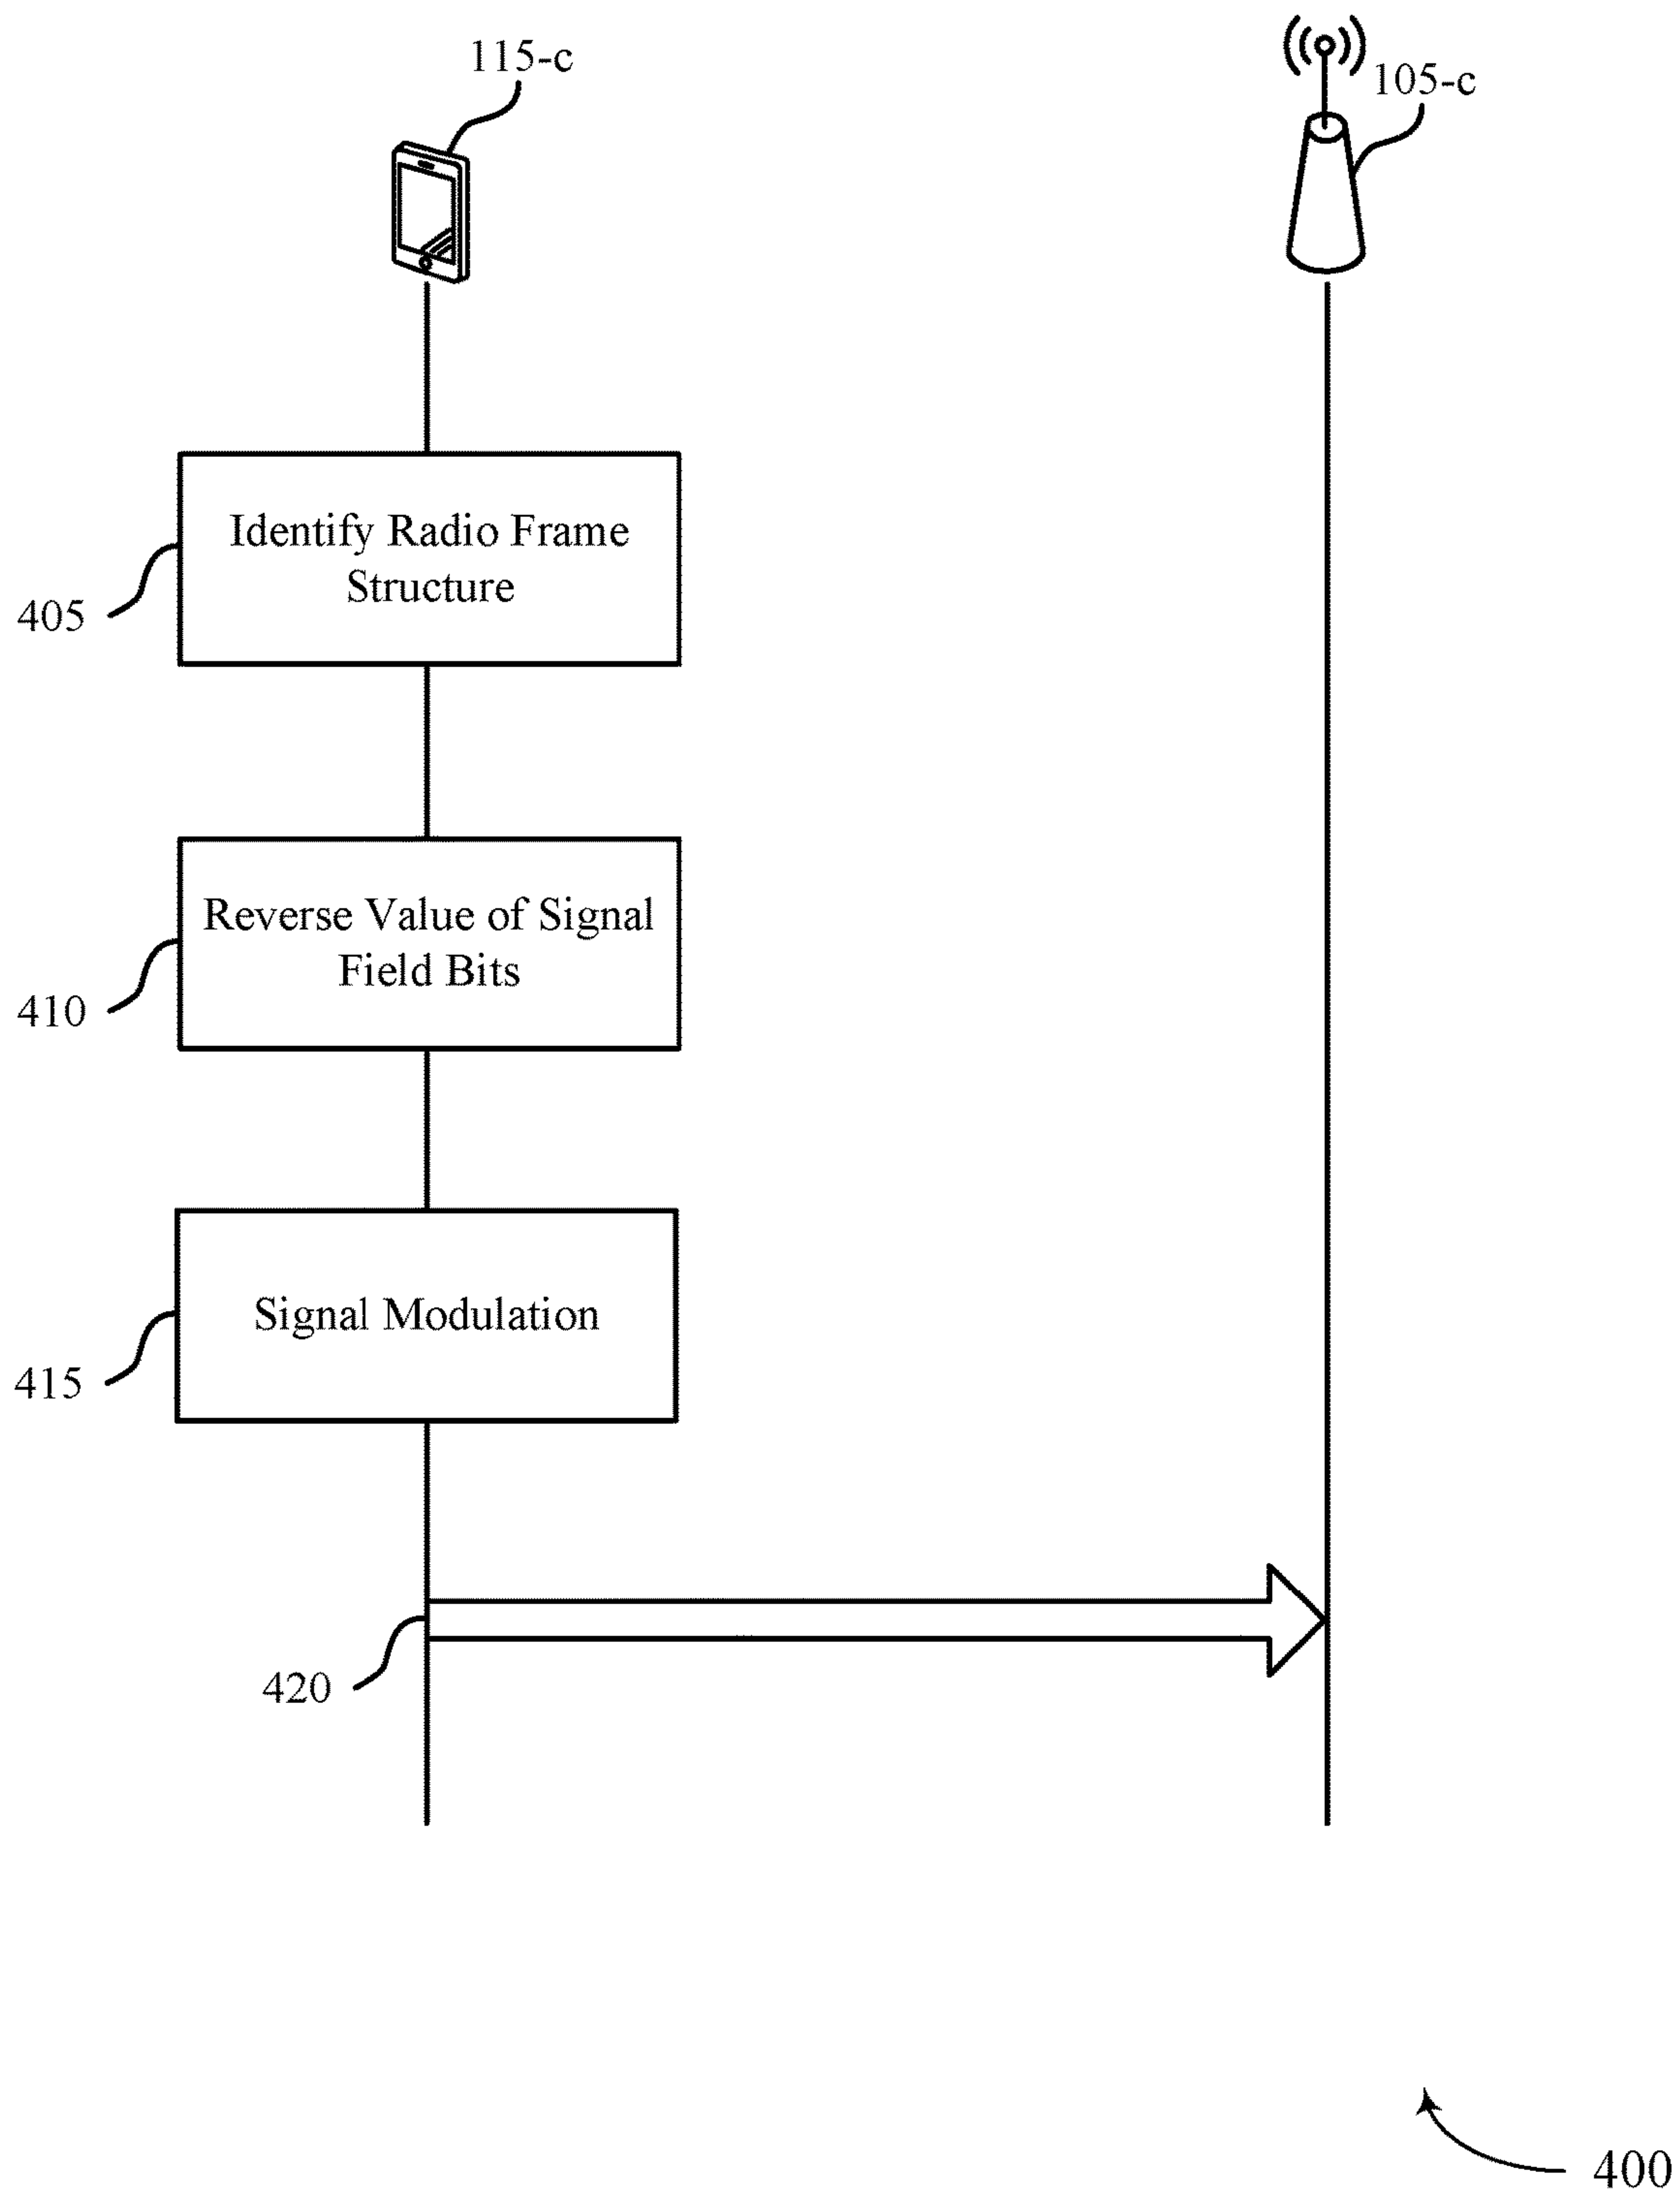 115-c
105-c
Identify Radio Frame
Structure
405
Reverse Value of Signal
Field Bits
410
Signal Modulation
415
420
400